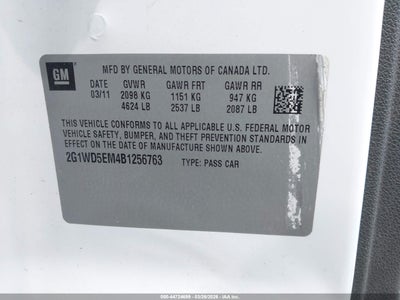 GM
MFD BY GENERAL MOTORS OF CANADA LTD.
DATE GVWR GAWR FRT GAWR RR
03/11 2098 KG 1151 KG 947 KG
4624 LB 2537 LB 2087 LB
THIS VEHICLE CONFORMS TO ALL APPLICABLE U.S. FEDERAL MOTOR
VEHICLE SAFETY, BUMPER, AND THEFT PREVENTION STANDARDS
IN EFFECT ON THE DATE OF MANUFACTURE SHOWN ABOVE.
2G1WD5EM4B1256763 TYPE: PASS CAR